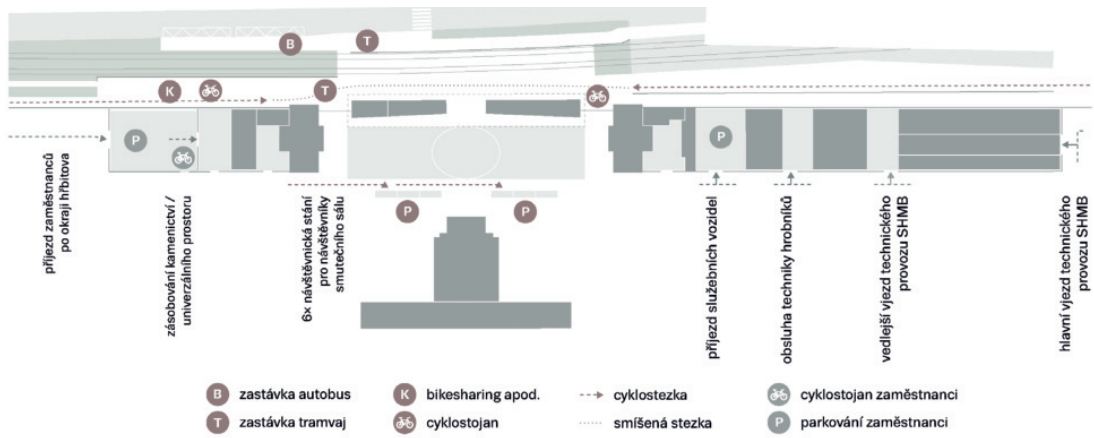 B
T
K
T
P
P
P
P
příjezd zaměstnanců
po okraji hřbitova
zásobování kamenictví /
univerzálního prostoru
6x návštěvnická stání
pro návštěvníky
smutečního sálu
příjezd služebních vozidel
obsluha techniky hrobníků
vedlejší vjezd technického
provozu SHMB
hlavní vjezd technického
provozu SHMB
B zastávka autobus
K bikesharing apod.
cyklostezka
cyklostojan zaměstnanci
T zastávka tramvaj
cyklostojan
smíšená stezka
P parkování zaměstnanci